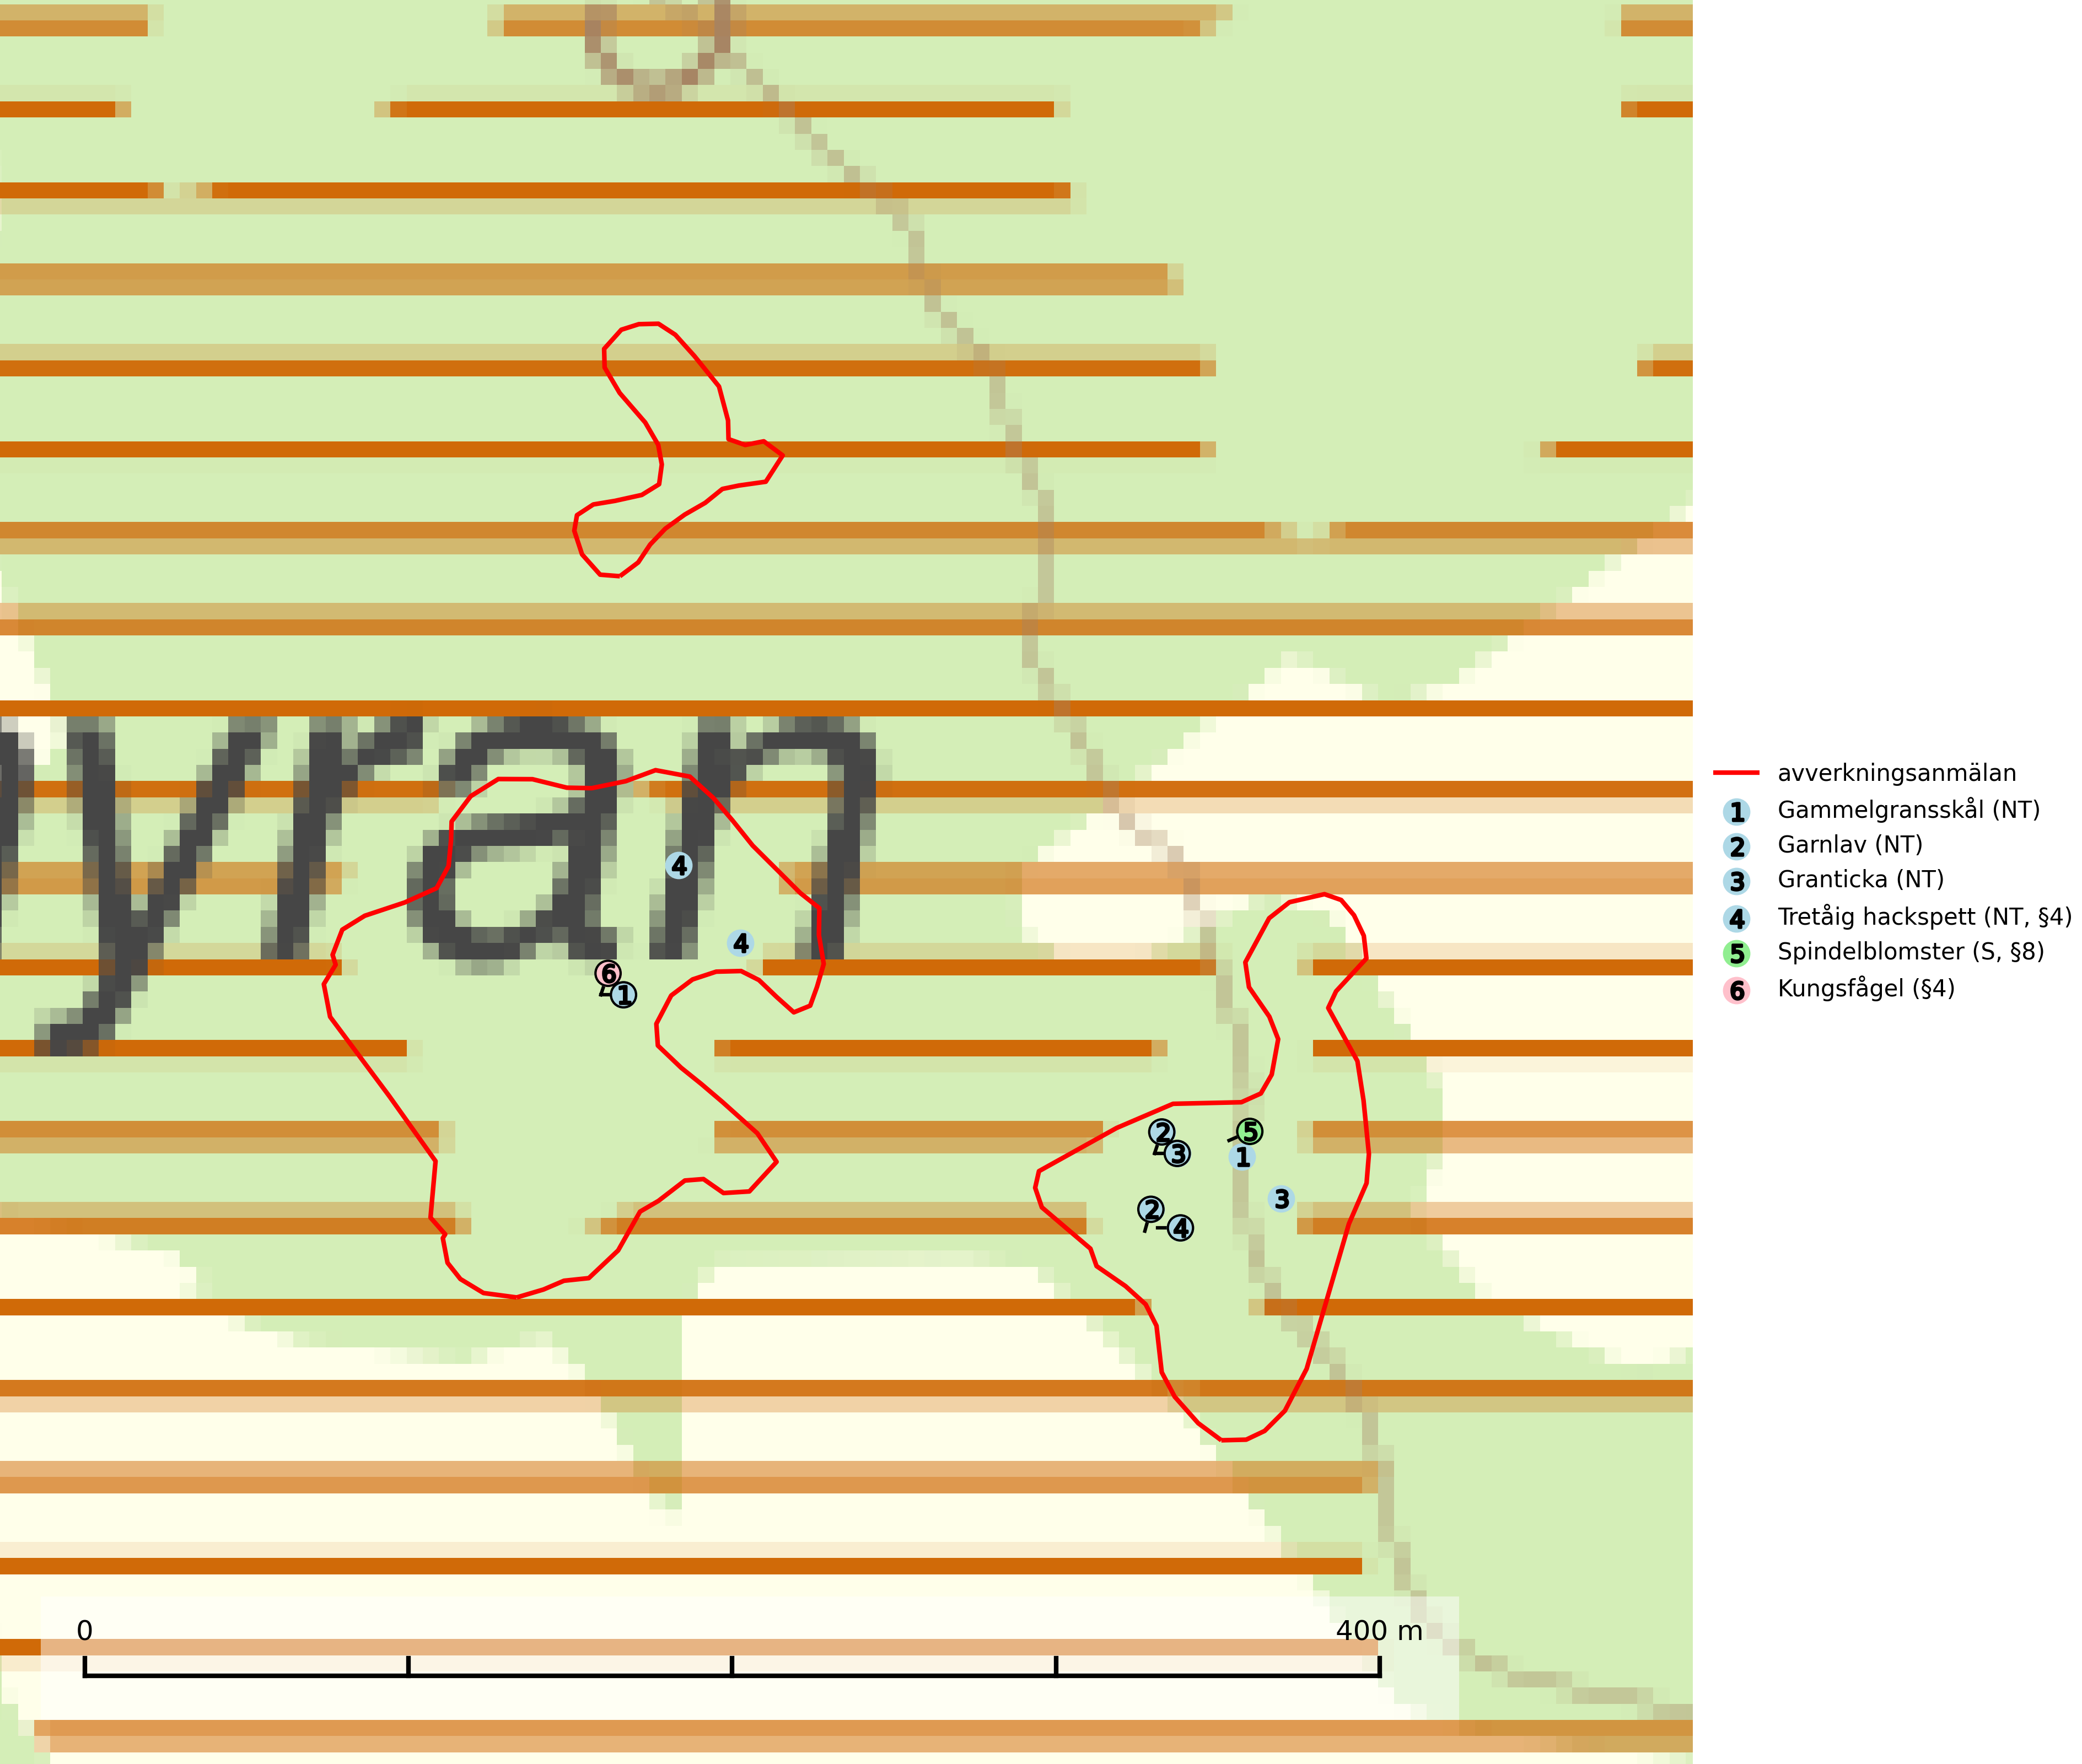 yran
4
4
6
1
2
5
3
1
3
2
4
0
400 m
avverkningsanmälan
1 Gammelgransskål (NT)
2 Garnlav (NT)
3 Granticka (NT)
4 Tretåig hackspett (NT, §4)
5 Spindelblomster (S, §8)
6 Kungsfågel (§4)